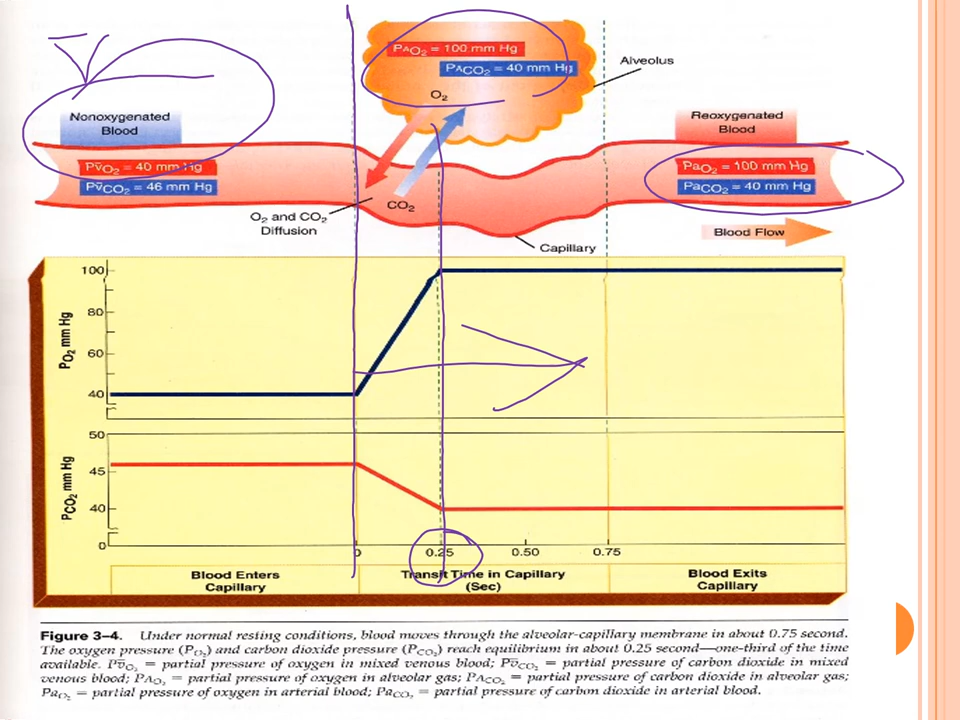 PAO₂ = 100 mm Hg
PACO₂ = 40 mm Hg
O₂
Alveolus
Nonoxygenated
Blood
Reoxygenated
Blood
Pv̄O₂ = 40 mm Hg
Pv̄CO₂ = 46 mm Hg
PaO₂ = 100 mm Hg
PaCO₂ = 40 mm Hg
CO₂
O₂ and CO₂
Diffusion
Capillary
Blood Flow
PO₂ mm Hg
100
80
60
40
PCO₂ mm Hg
50
45
40
0
0 0.25 0.50 0.75
Blood Enters
Capillary
Transit Time in Capillary
(Sec)
Blood Exits
Capillary
Figure 3–4. Under normal resting conditions, blood moves through the alveolar-capillary membrane in about 0.75 second.
The oxygen pressure (PO₂) and carbon dioxide pressure (PCO₂) reach equilibrium in about 0.25 second—one-third of the time
available. Pv̄O₂ = partial pressure of oxygen in mixed venous blood; Pv̄CO₂ = partial pressure of carbon dioxide in mixed
venous blood; PAO₂ = partial pressure of oxygen in alveolar gas; PACO₂ = partial pressure of carbon dioxide in alveolar gas;
PaO₂ = partial pressure of oxygen in arterial blood; PaCO₂ = partial pressure of carbon dioxide in arterial blood.